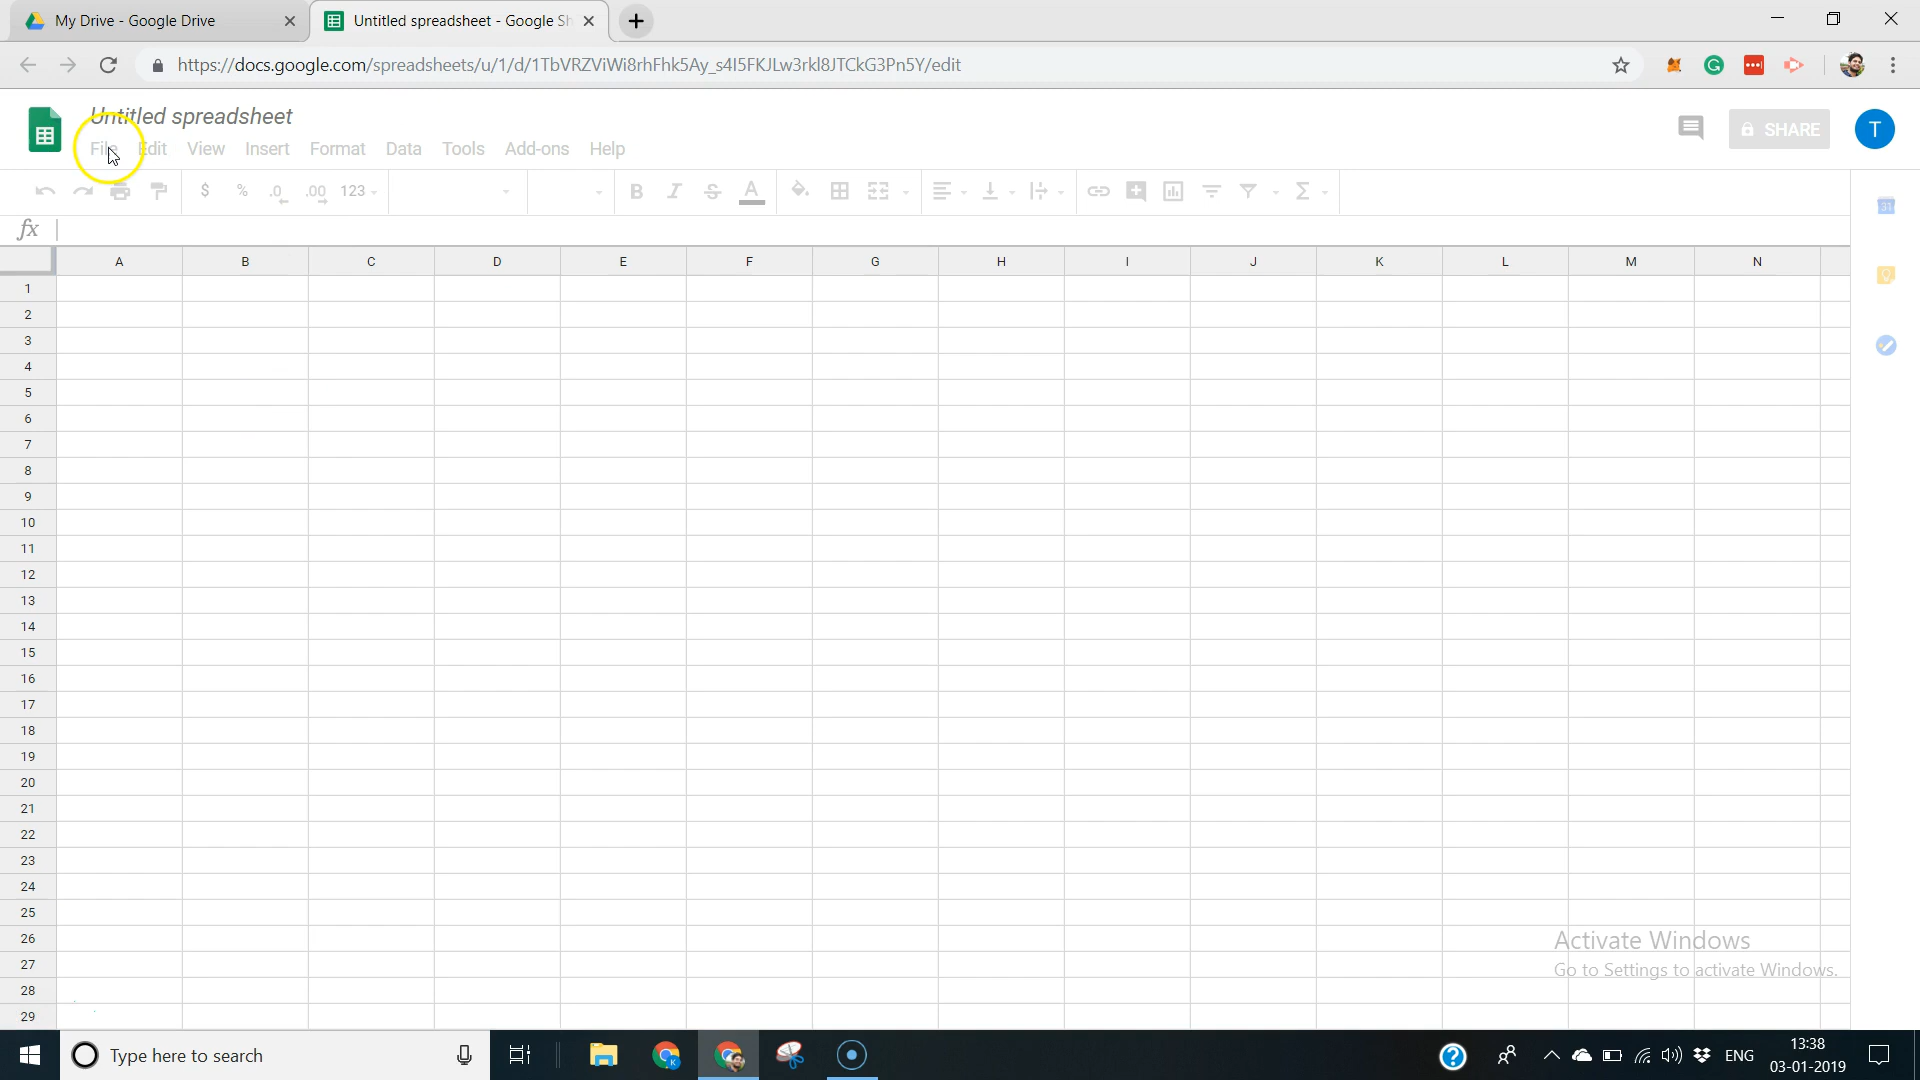 My Drive - Google Drive
Untitled spreadsheet - Google Sh
https://docs.google.com/spreadsheets/u/1/d/1TbVRZViWi8rhFhk5Ay_s4I5FKJLw3rkl8JTCkG3Pn5Y/edit
Untitled spreadsheet
File Edit View Insert Format Data Tools Add-ons Help
SHARE
T
$ % .0 .00 123 B I S A Σ
31
fx
A B C D E F G H I J K L M N
1
2
3
4
5
6
7
8
9
10
11
12
13
14
15
16
17
18
19
20
21
22
23
24
25
26
27
28
29
Activate Windows
Go to Settings to activate Windows.
Type here to search
K
?
ENG
13:38
03-01-2019